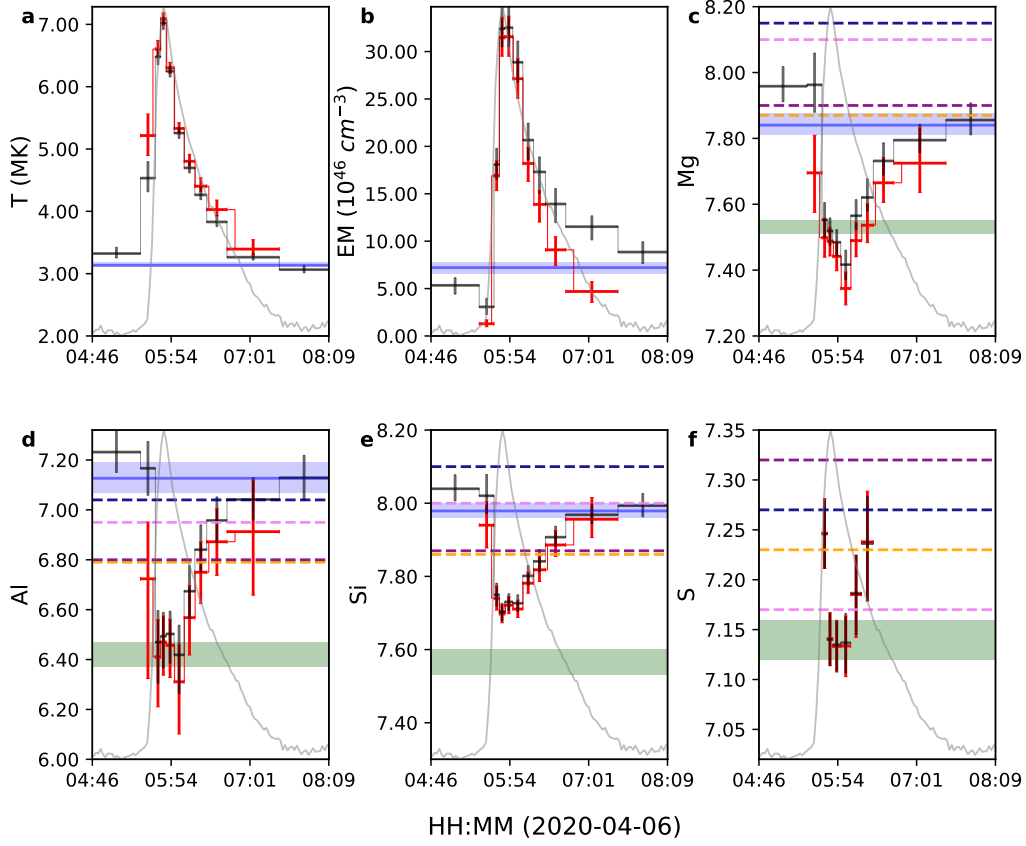 a
T (MK)
7.00
6.00
5.00
4.00
3.00
2.00
04:46 05:54 07:01 08:09
b
EM (10^46 cm^−3)
30.00
25.00
20.00
15.00
10.00
5.00
0.00
04:46 05:54 07:01 08:09
c
Mg
8.20
8.00
7.80
7.60
7.40
7.20
04:46 05:54 07:01 08:09
d
Al
7.20
7.00
6.80
6.60
6.40
6.20
6.00
04:46 05:54 07:01 08:09
e
Si
8.20
8.00
7.80
7.60
7.40
04:46 05:54 07:01 08:09
f
S
7.35
7.30
7.25
7.20
7.15
7.10
7.05
04:46 05:54 07:01 08:09
HH:MM (2020-04-06)